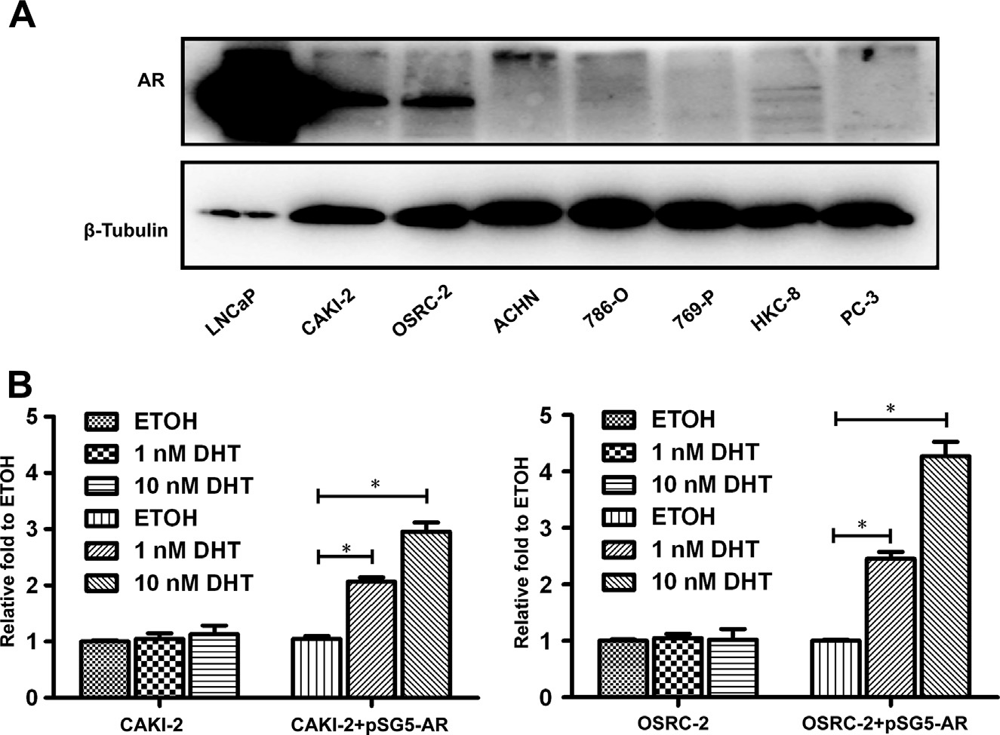 A
AR
β-Tubulin
LNCaP CAKI-2 OSRC-2 ACHN 786-O 769-P HKC-8 PC-3
B
Relative fold to ETOH
5
4
3
2
1
0
ETOH
1 nM DHT
10 nM DHT
ETOH
1 nM DHT
10 nM DHT
*
*
CAKI-2 CAKI-2+pSG5-AR
Relative fold to ETOH
5
4
3
2
1
0
ETOH
1 nM DHT
10 nM DHT
ETOH
1 nM DHT
10 nM DHT
*
*
OSRC-2 OSRC-2+pSG5-AR